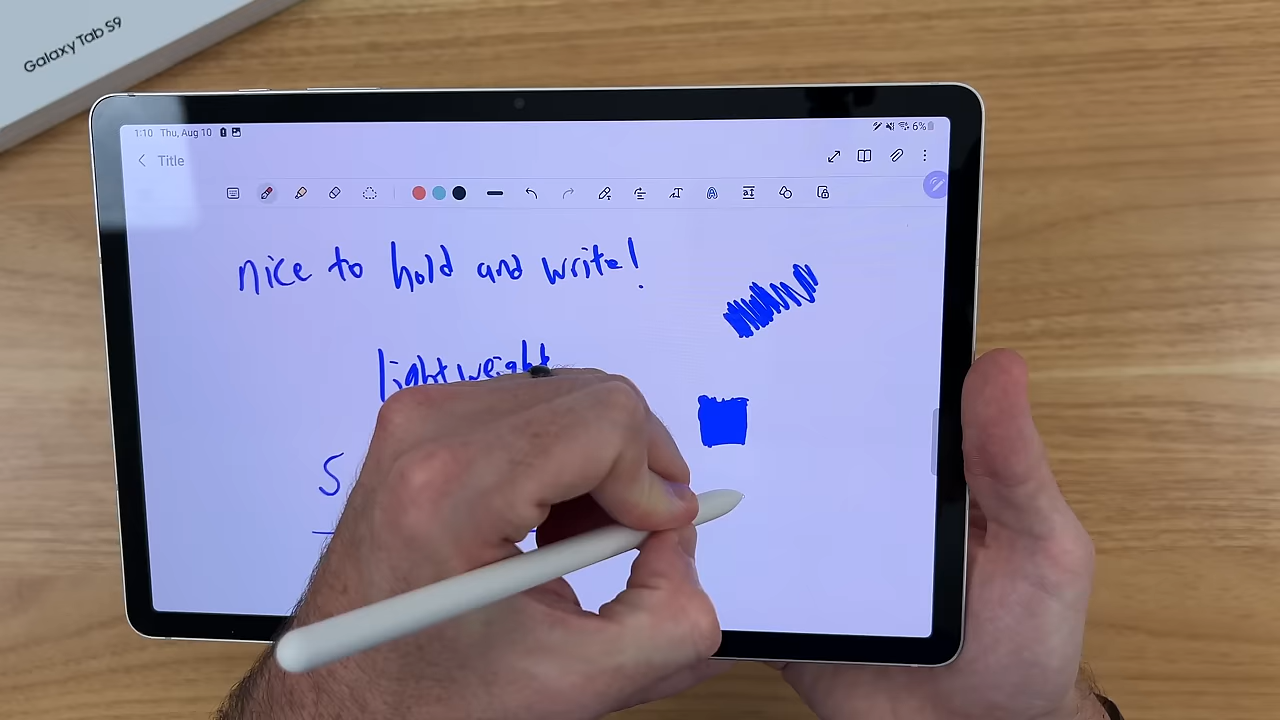 Galaxy Tab S9
1:10 Thu, Aug 10 6%
Title
nice to hold and write!
lightweight
S